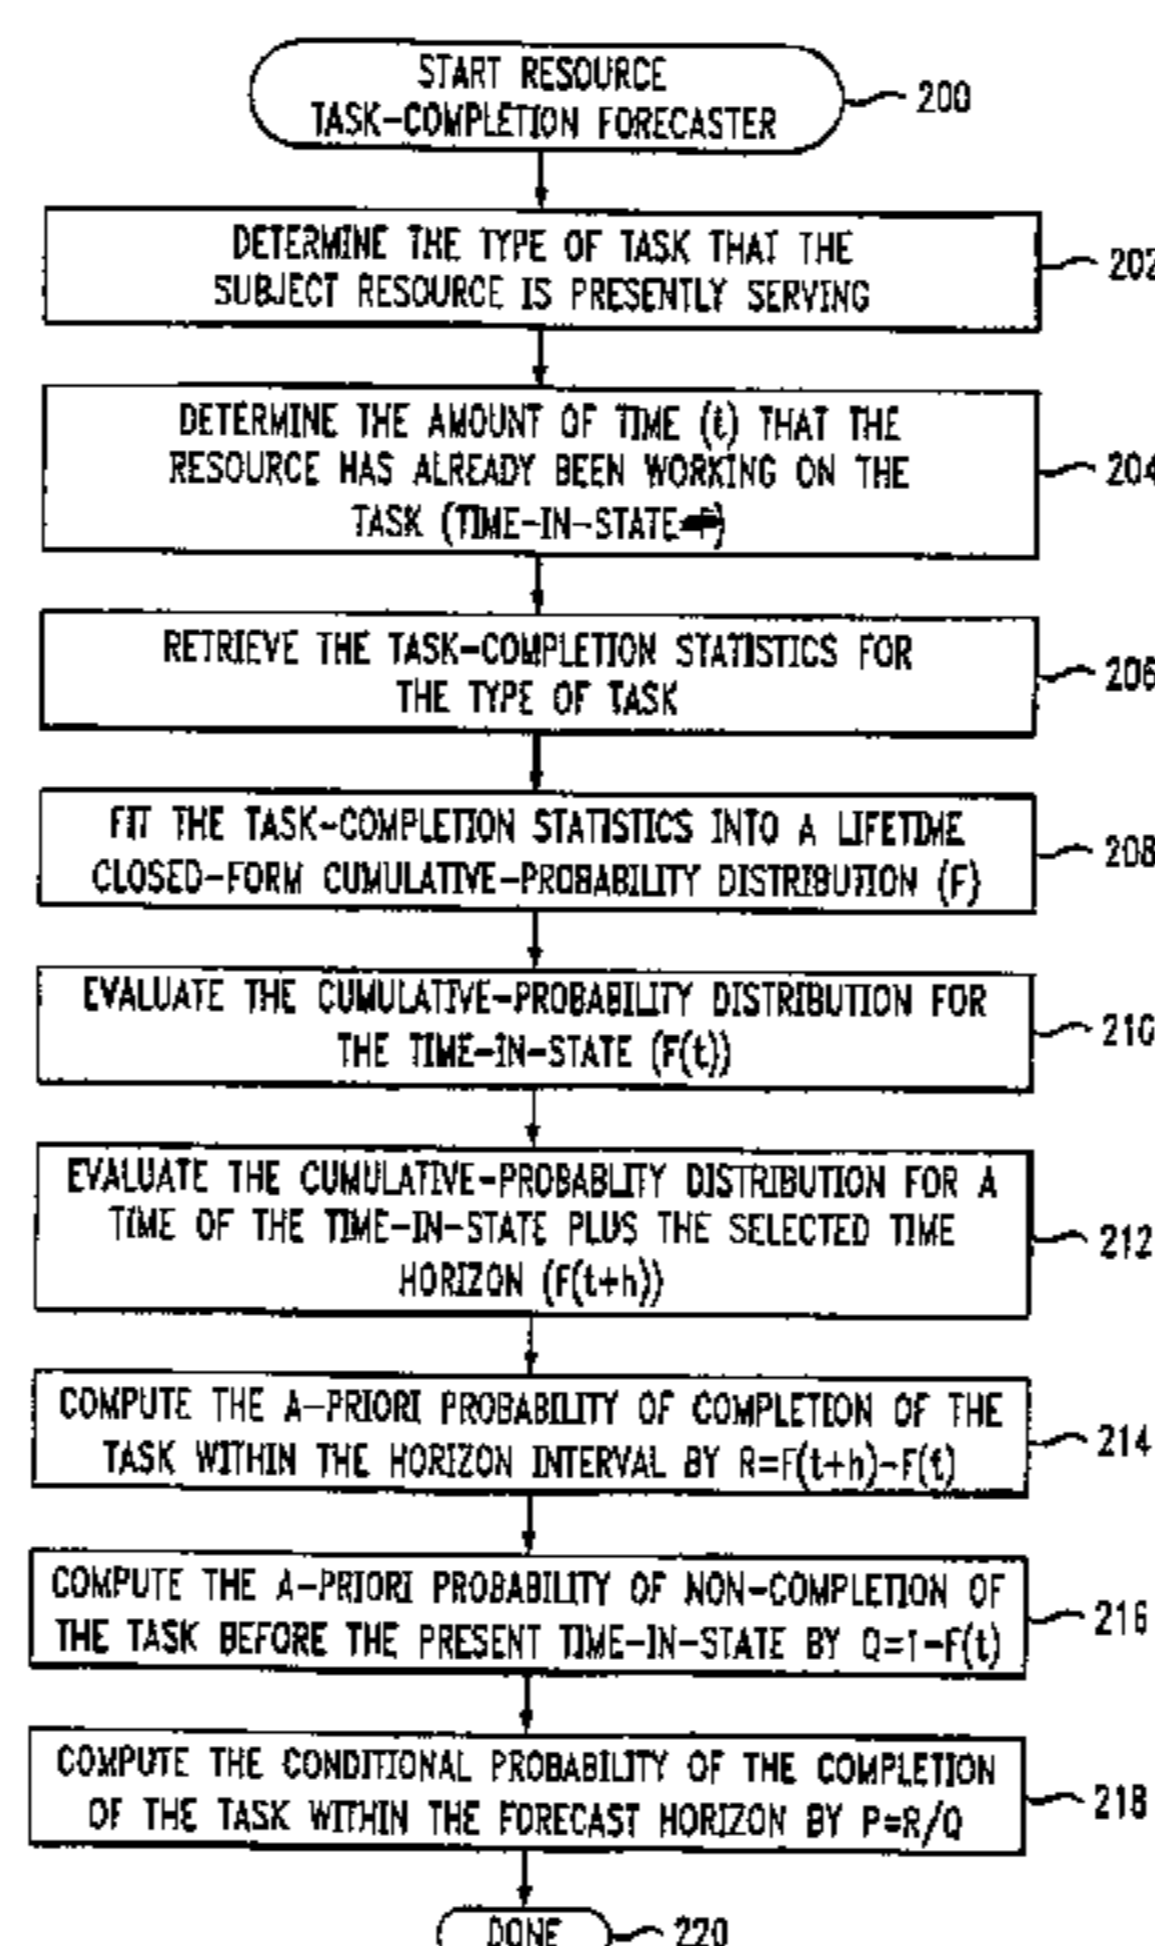 START RESOURCE
TASK-COMPLETION FORECASTER
200
DETERMINE THE TYPE OF TASK THAT THE
SUBJECT RESOURCE IS PRESENTLY SERVING
202
DETERMINE THE AMOUNT OF TIME (t) THAT THE
RESOURCE HAS ALREADY BEEN WORKING ON THE
TASK (TIME-IN-STATE
204
RETRIEVE THE TASK-COMPLETION STATISTICS FOR
THE TYPE OF TASK
206
FIT THE TASK-COMPLETION STATISTICS INTO A LIFETIME
CLOSED-FORM CUMULATIVE-PROBABILITY DISTRIBUTION (F)
208
EVALUATE THE CUMULATIVE-PROBABILITY DISTRIBUTION FOR
THE TIME-IN-STATE (F(t))
210
EVALUATE THE CUMULATIVE-PROBABLITY DISTRIBUTION FOR A
TIME OF THE TIME-IN-STATE PLUS THE SELECTED TIME
HORIZON (F(t+h))
212
COMPUTE THE A-PRIORI PROBABILITY OF COMPLETION OF THE
TASK WITHIN THE HORIZON INTERVAL BY R=F(t+h)-F(t)
214
COMPUTE THE A-PRIORI PROBABILITY OF NON-COMPLETION OF
THE TASK BEFORE THE PRESENT TIME-IN-STATE BY Q=1-F(t)
216
COMPUTE THE CONDITIONAL PROBABILITY OF THE COMPLETION
OF THE TASK WITHIN THE FORECAST HORIZON BY P=R/Q
218
DONE
220